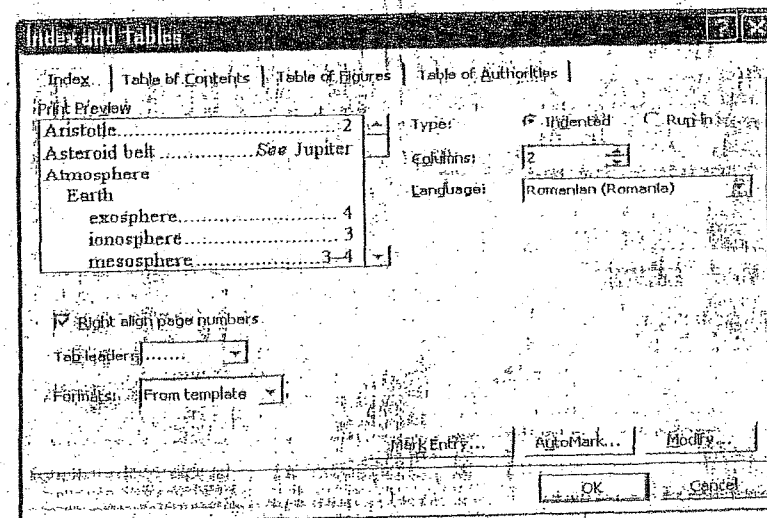 Index and Tables
Index Table of Contents Table of Figures Table of Authorities
Print Preview
Aristotle.....................................2
Asteroid belt ...............See Jupiter
Atmosphere
Earth
exosphere...........................4
ionosphere..........................3
mesosphere......................3–4
Type: Indented Run-in
Columns: 2
Language: Romanian (Romania)
Right align page numbers
Tab leader: .......
Formats: From template
Mark Entry... AutoMark... Modify...
OK Cancel